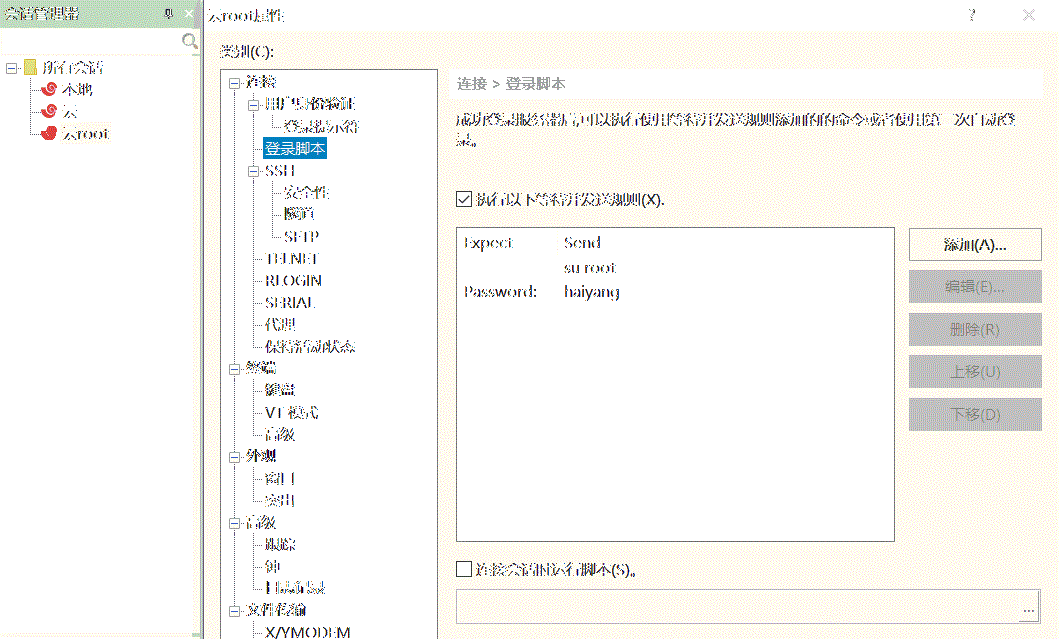 会话管理器
所有会话
本地
云
云root
云root属性
?
类别(C):
连接
用户身份验证
登录提示符
登录脚本
SSH
安全性
隧道
SFTP
TELNET
RLOGIN
SERIAL
代理
保持活动状态
终端
键盘
VT 模式
高级
外观
窗口
突出
高级
跟踪
钟
日志记录
文件传输
X/YMODEM
连接 > 登录脚本
成功登录服务器后,可以执行使用等待并发送规则添加的的命令或者使用第一次自动登
录。
执行以下等待并发送规则(X).
Expect Send
su root
Password: haiyang
添加(A)...
编辑(E)...
删除(R)
上移(U)
下移(D)
连接会话时运行脚本(S)。
...